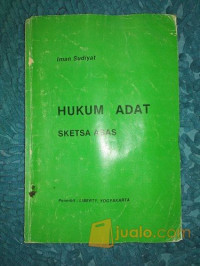 Iman Sudiyat
HUKUM ADAT
SKETSA ASAS
Penerbit LIBERTY YOGYAKARTA
jualo.com